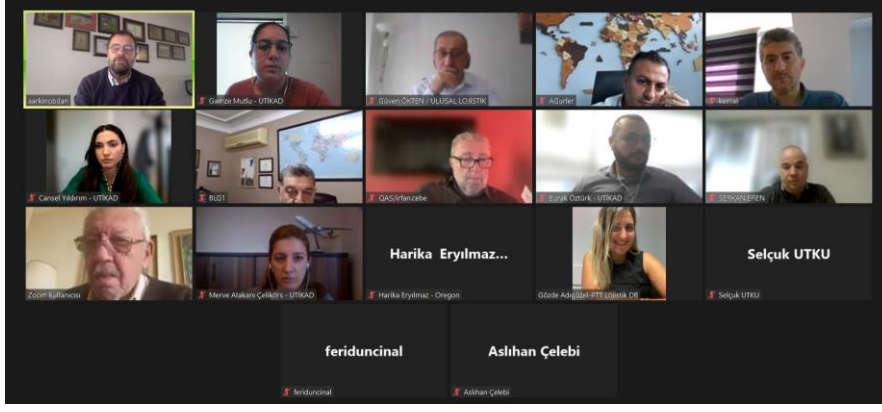 aarkinobdan
Gamze Mutlu - UTİKAD
Güven ÖKTEN / ULUSAL LOJİSTİK
AGurler
kemal
Cansel Yıldırım - UTİKAD
BLG1
QAS/irfan.cebe
Burak Öztürk - UTİKAD
SERKAN EREN
Zoom kullanıcısı
Merve Atakanı Çelikörs - UTİKAD
Harika Eryılmaz...
Harika Eryılmaz - Oregon
Gözde Adıgüzel-PTT Lojistik DB
Selçuk UTKU
Selçuk UTKU
feriduncinal
feriduncinal
Aslıhan Çelebi
Aslıhan Çelebi